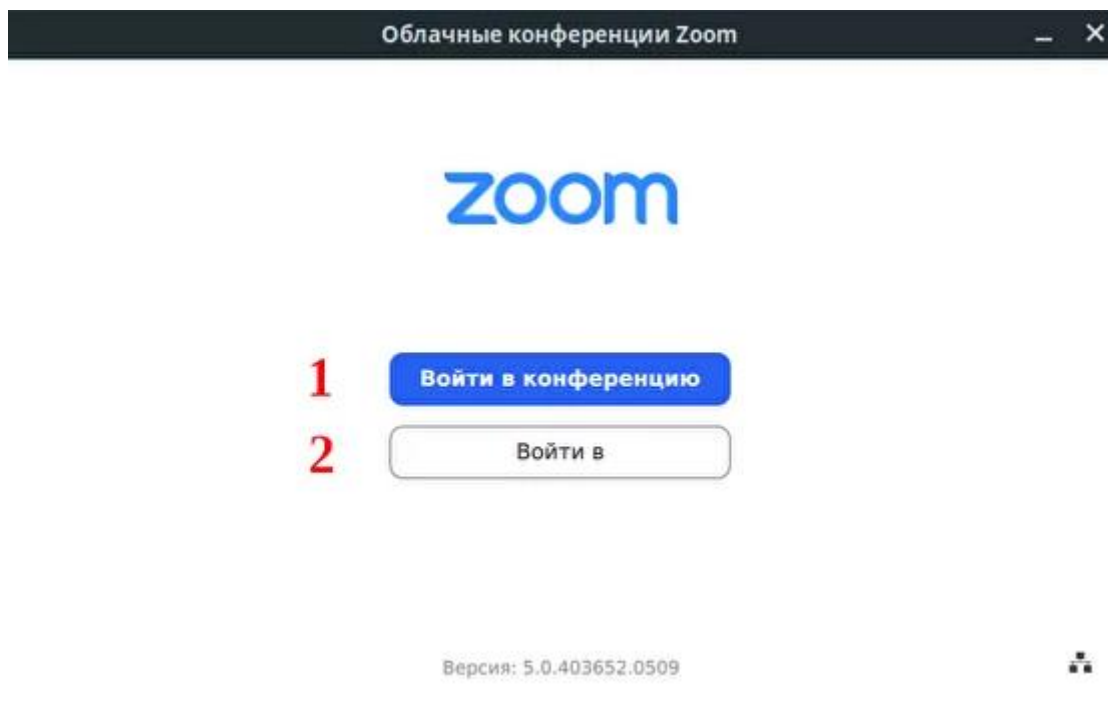 Облачные конференции Zoom
zoom
1 Войти в конференцию
2 Войти в
Версия: 5.0.403652.0509